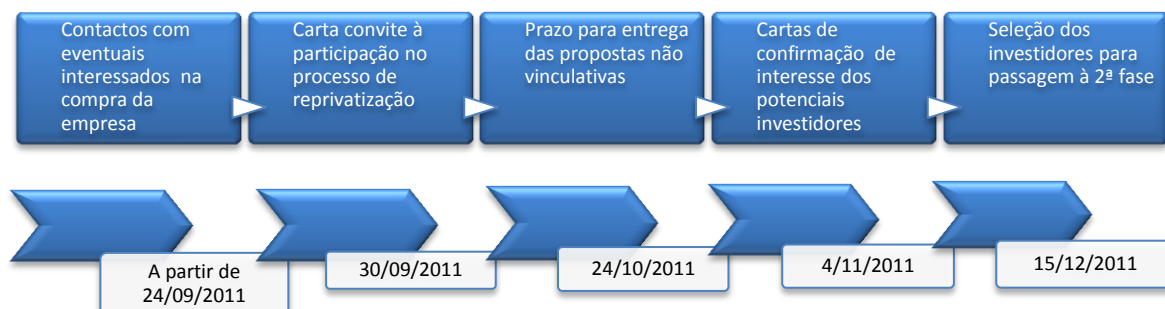 Contactos com
eventuais
interessados na
compra da
empresa
Carta convite à
participação no
processo de
reprivatização
Prazo para entrega
das propostas não
vinculativas
Cartas de
confirmação de
interesse dos
potenciais
investidores
Seleção dos
investidores para
passagem à 2ª fase
A partir de
24/09/2011
30/09/2011
24/10/2011
4/11/2011
15/12/2011